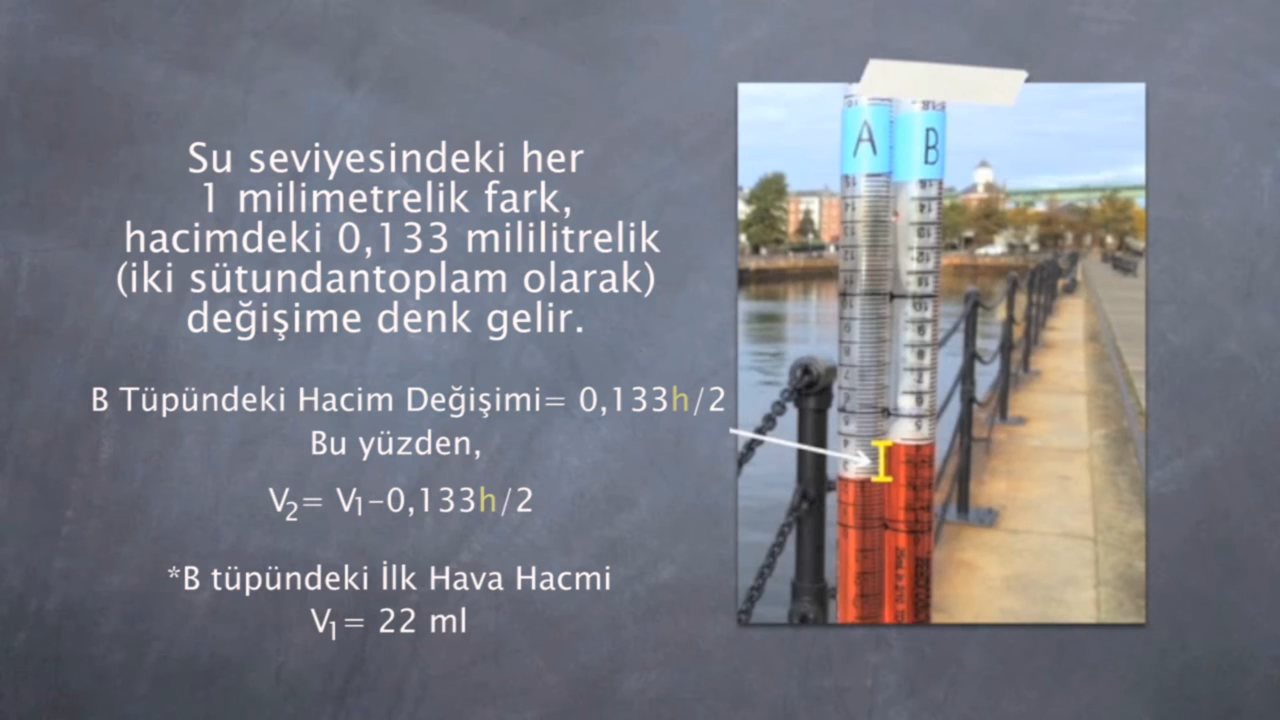 Su seviyesindeki her
1 milimetrelik fark,
hacimdeki 0,133 mililitrelik
(iki sütundantoplam olarak)
değişime denk gelir.
B Tüpündeki Hacim Değişimi= 0,133h/2
Bu yüzden,
V₂= V₁-0,133h/2
*B tüpündeki İlk Hava Hacmi
V₁= 22 ml
A
B